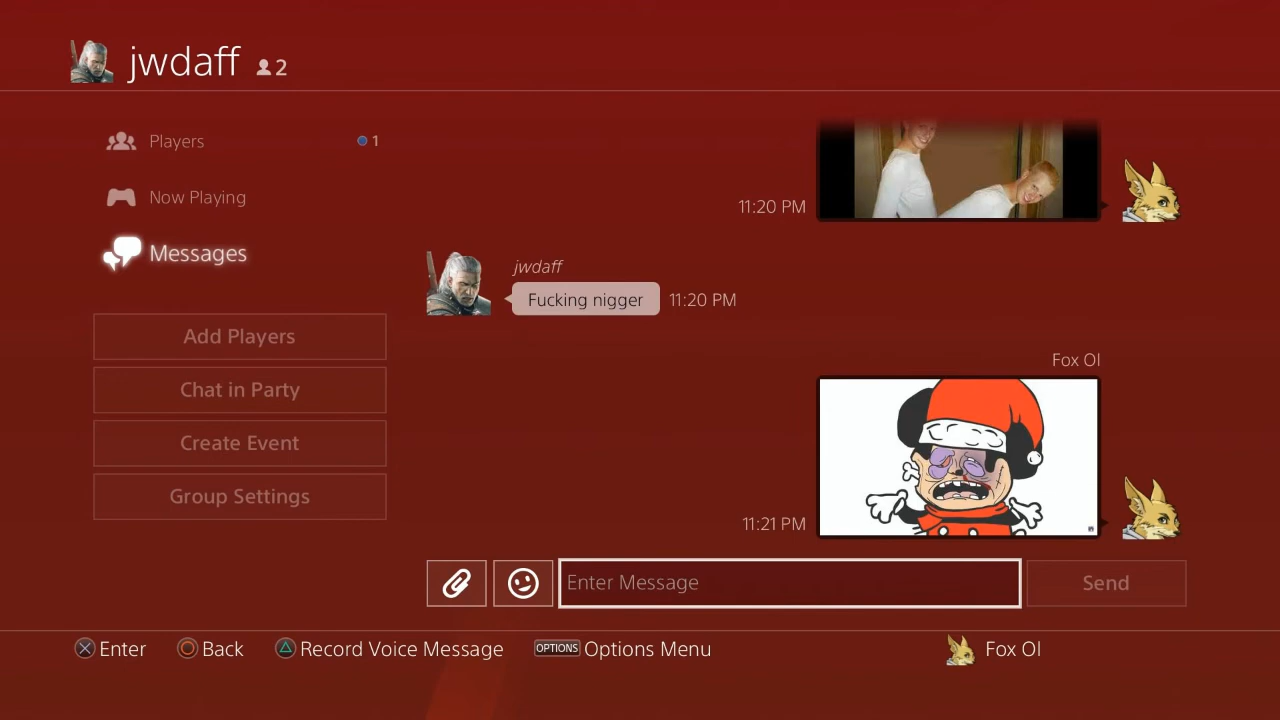 jwdaff 2
Players 1
Now Playing
Messages
Add Players
Chat in Party
Create Event
Group Settings
11:20 PM
jwdaff
Fucking nigger 11:20 PM
Fox Ol
11:21 PM
Enter Message
Send
Enter
Back
Record Voice Message
OPTIONS Options Menu
Fox Ol